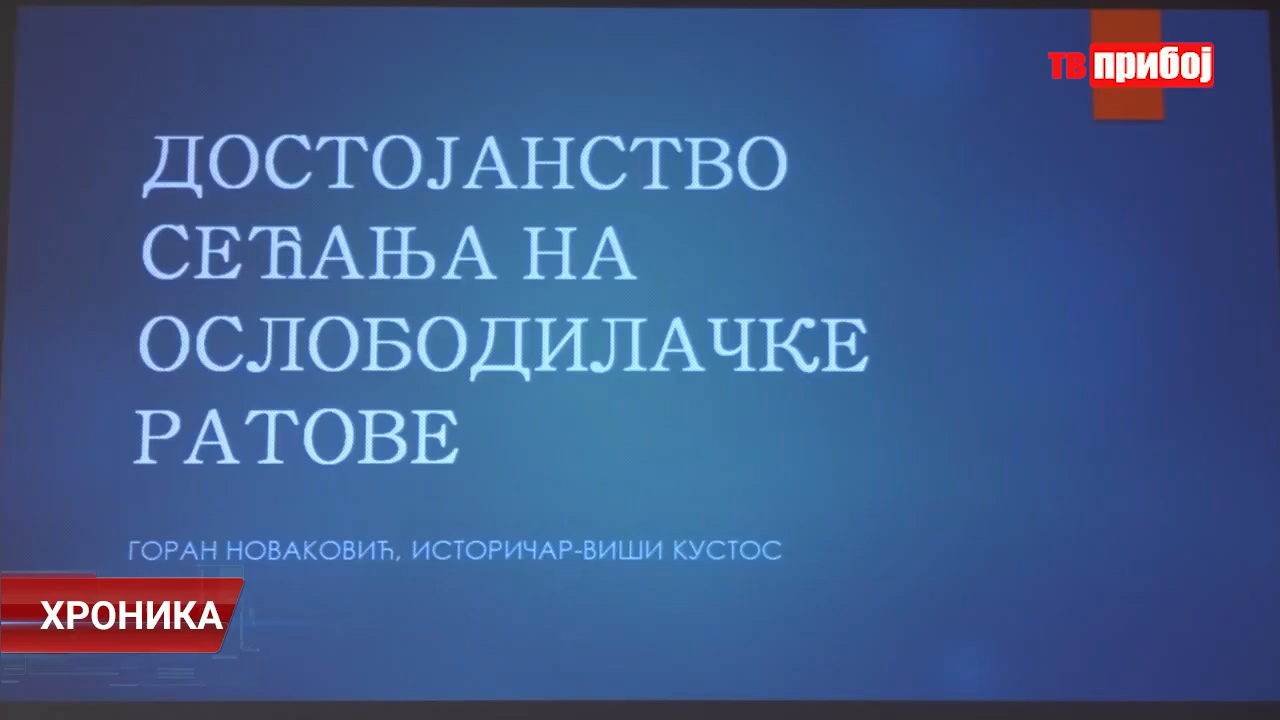 ТВ прибој
ДОСТОЈАНСТВО
СЕЋАЊА НА
ОСЛОБОДИЛАЧКЕ
РАТОВЕ
ГОРАН НОВАКОВИЋ, ИСТОРИЧАР-ВИШИ КУСТОС
ХРОНИКА